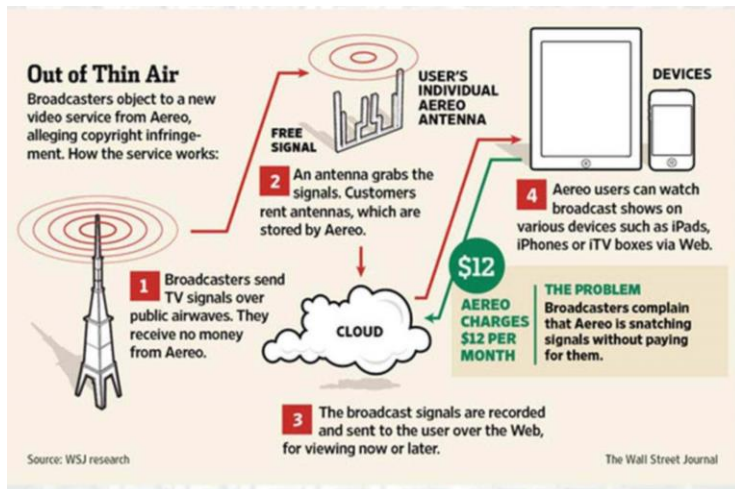 Out of Thin Air
Broadcasters object to a new
video service from Aereo,
alleging copyright infringe-
ment. How the service works:
FREE
SIGNAL
USER'S
INDIVIDUAL
AEREO
ANTENNA
DEVICES
1 Broadcasters send
TV signals over
public airwaves. They
receive no money
from Aereo.
2 An antenna grabs the
signals. Customers
rent antennas, which are
stored by Aereo.
CLOUD
3 The broadcast signals are recorded
and sent to the user over the Web,
for viewing now or later.
4 Aereo users can watch
broadcast shows on
various devices such as iPads,
iPhones or iTV boxes via Web.
$12
AEREO
CHARGES
$12 PER
MONTH
THE PROBLEM
Broadcasters complain
that Aereo is snatching
signals without paying
for them.
Source: WSJ research
The Wall Street Journal